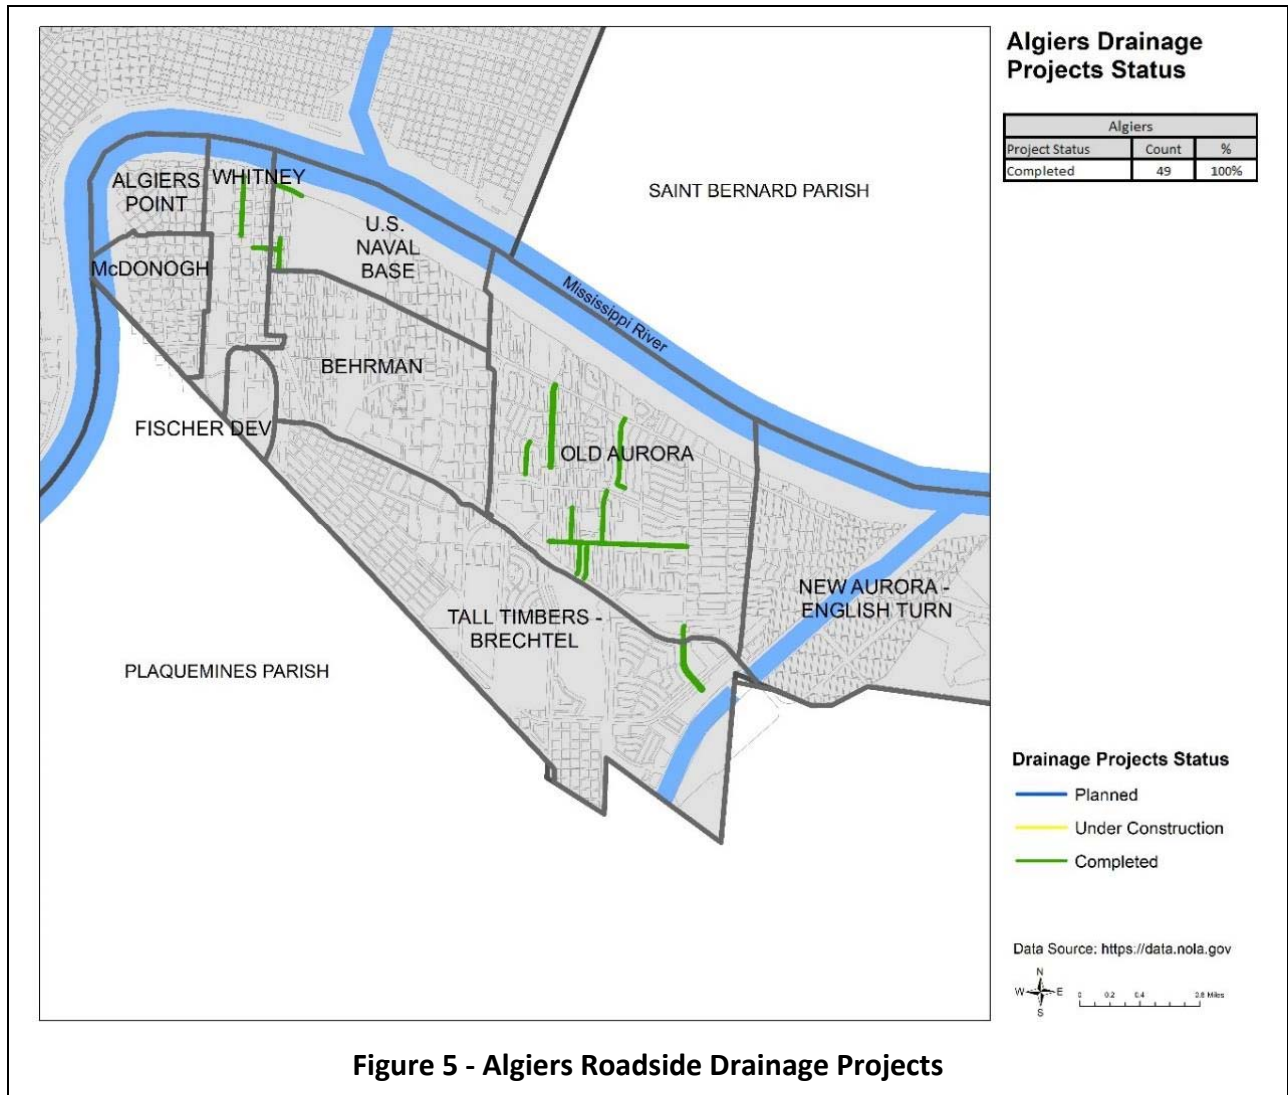 Algiers Drainage
Projects Status
Algiers
Project Status Count %
Completed 49 100%
ALGIERS
POINT
WHITNEY
McDONOGH
U.S.
NAVAL
BASE
SAINT BERNARD PARISH
Mississippi River
BEHRMAN
FISCHER DEV
OLD AURORA
NEW AURORA -
ENGLISH TURN
TALL TIMBERS -
BRECHTEL
PLAQUEMINES PARISH
Drainage Projects Status
Planned
Under Construction
Completed
Data Source: https://data.nola.gov
N
W E
S
0 0.2 0.4 0.8 Miles
Figure 5 - Algiers Roadside Drainage Projects